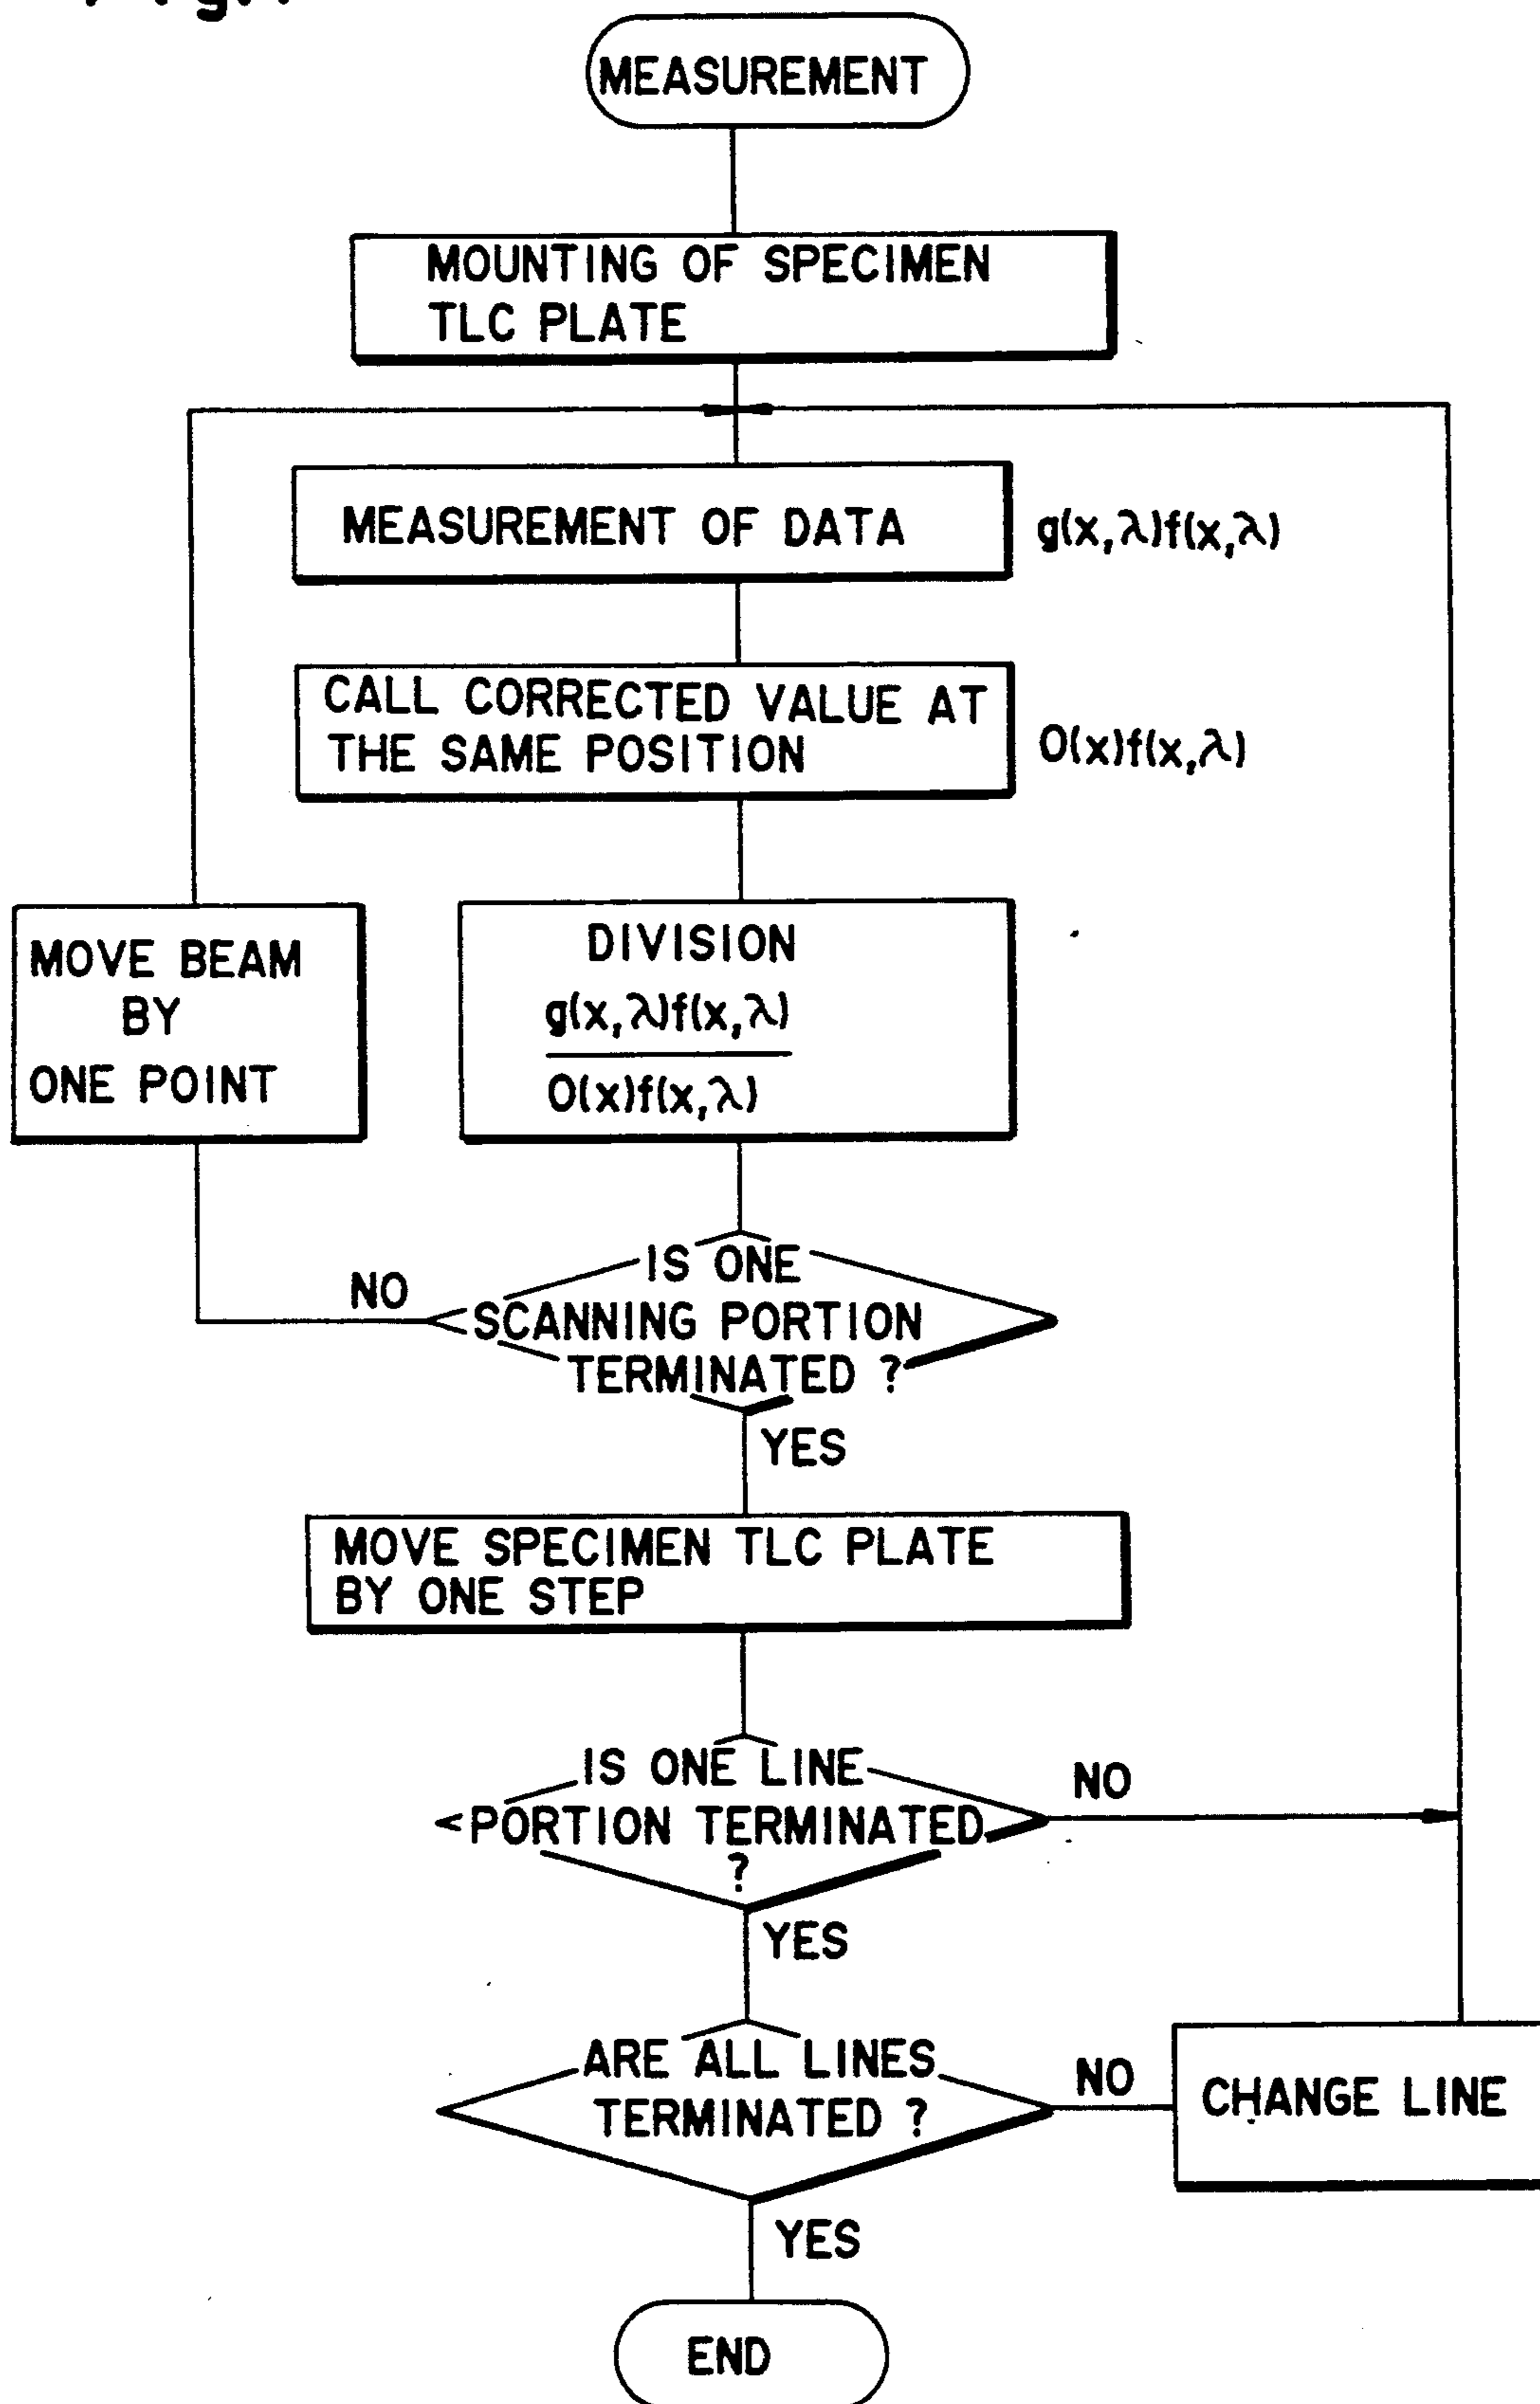 MEASUREMENT
MOUNTING OF SPECIMEN
TLC PLATE
MEASUREMENT OF DATA
g(x,λ)f(x,λ)
CALL CORRECTED VALUE AT
THE SAME POSITION
O(x)f(x,λ)
MOVE BEAM
BY
ONE POINT
DIVISION
g(x,λ)f(x,λ)
O(x)f(x,λ)
IS ONE
SCANNING PORTION
TERMINATED ?
NO
YES
MOVE SPECIMEN TLC PLATE
BY ONE STEP
IS ONE LINE
PORTION TERMINATED
?
NO
YES
ARE ALL LINES
TERMINATED ?
NO
CHANGE LINE
YES
END